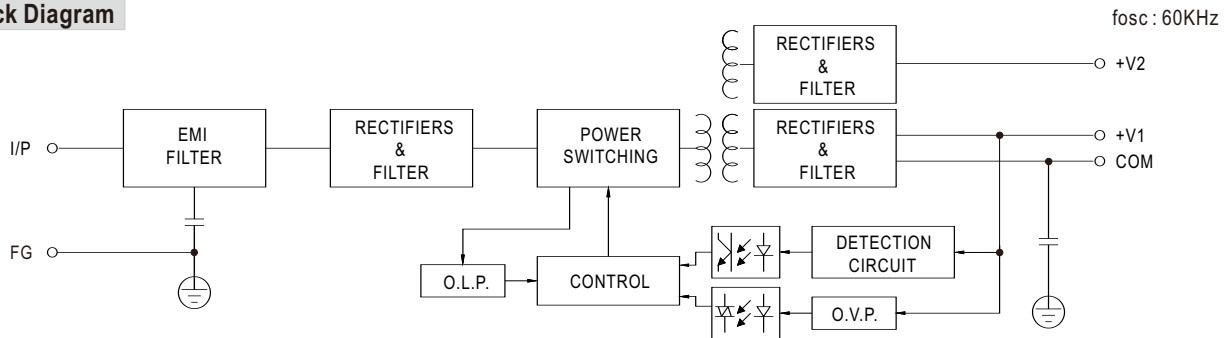 Diagram
fosc : 60KHz
RECTIFIERS
&
FILTER
+V2
I/P
EMI
FILTER
RECTIFIERS
&
FILTER
POWER
SWITCHING
RECTIFIERS
&
FILTER
+V1
COM
FG
O.L.P.
CONTROL
DETECTION
CIRCUIT
O.V.P.